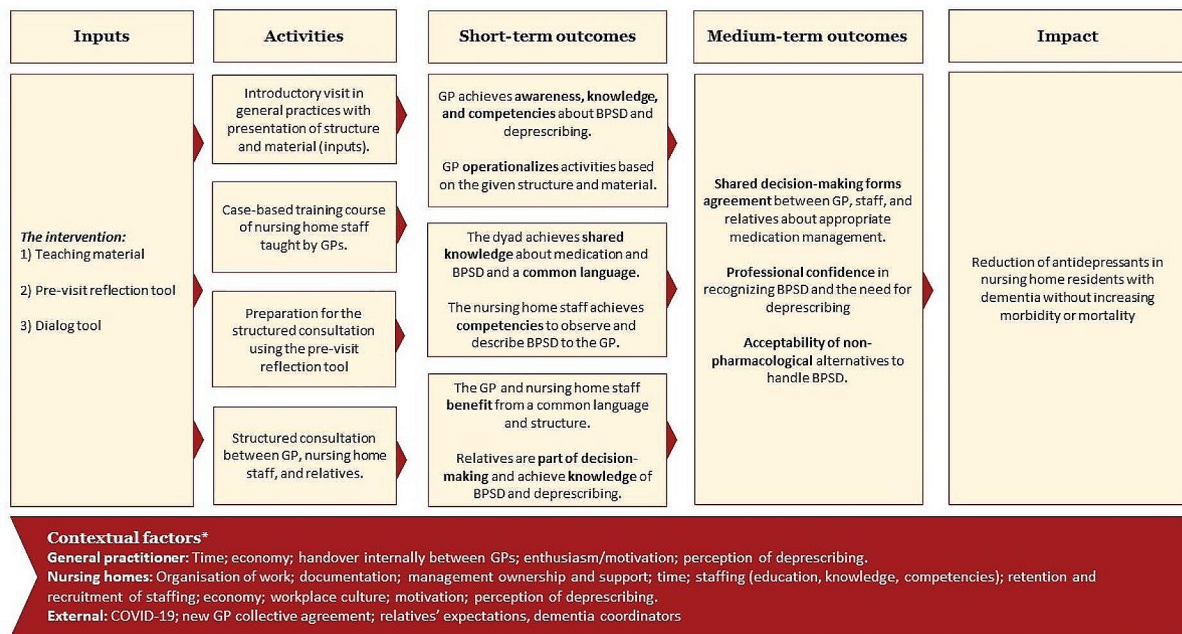 Inputs
Activities
Short-term outcomes
Medium-term outcomes
Impact
The intervention:
1) Teaching material
2) Pre-visit reflection tool
3) Dialog tool
Introductory visit in
general practices with
presentation of structure
and material (inputs).
Case-based training course
of nursing home staff
taught by GPs.
Preparation for the
structured consultation
using the pre-visit
reflection tool
Structured consultation
between GP, nursing home
staff, and relatives.
GP achieves awareness, knowledge,
and competencies about BPSD and
deprescribing.
GP operationalizes activities based
on the given structure and material.
The dyad achieves shared
knowledge about medication and
BPSD and a common language.
The nursing home staff achieves
competencies to observe and
describe BPSD to the GP.
The GP and nursing home staff
benefit from a common language
and structure.
Relatives are part of decision-
making and achieve knowledge of
BPSD and deprescribing.
Shared decision-making forms
agreement between GP, staff, and
relatives about appropriate
medication management.
Professional confidence in
recognizing BPSD and the need for
deprescribing
Acceptability of non-
pharmacological alternatives to
handle BPSD.
Reduction of antidepressants in
nursing home residents with
dementia without increasing
morbidity or mortality
Contextual factors*
General practitioner: Time; economy; handover internally between GPs; enthusiasm/motivation; perception of deprescribing.
Nursing homes: Organisation of work; documentation; management ownership and support; time; staffing (education, knowledge, competencies); retention and
recruitment of staffing; economy; workplace culture; motivation; perception of deprescribing.
External: COVID-19; new GP collective agreement; relatives' expectations, dementia coordinators